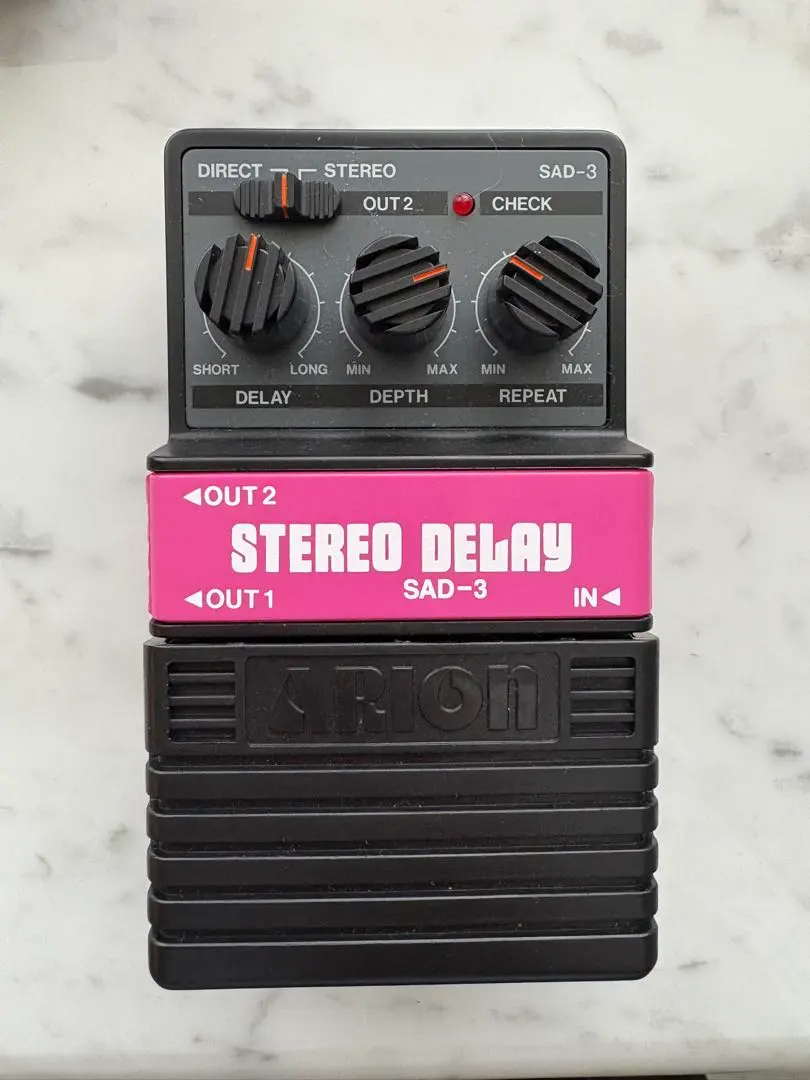 DIRECT STEREO SAD-3
OUT 2 CHECK
SHORT LONG MIN MAX MIN MAX
DELAY DEPTH REPEAT
◀OUT 2
STEREO DELAY
SAD-3
◀OUT 1 IN◀
ARION